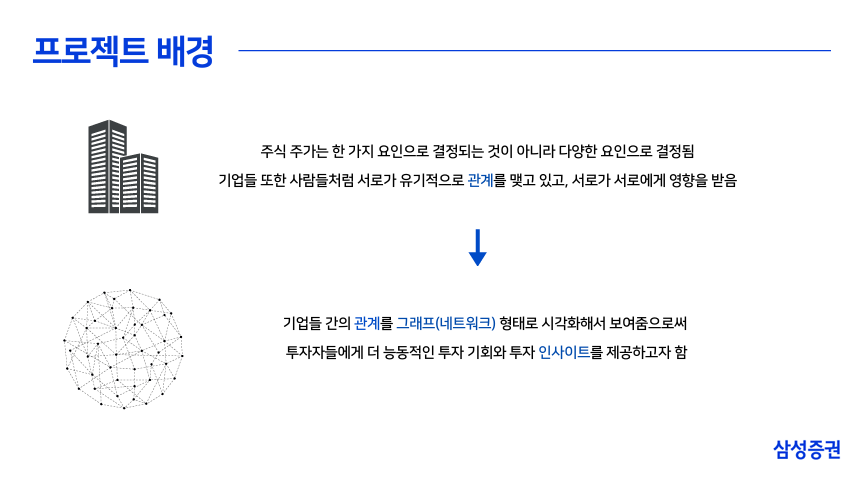 프로젝트 배경
주식 주가는 한 가지 요인으로 결정되는 것이 아니라 다양한 요인으로 결정됨
기업들 또한 사람들처럼 서로가 유기적으로 관계를 맺고 있고, 서로가 서로에게 영향을 받음
기업들 간의 관계를 그래프(네트워크) 형태로 시각화해서 보여줌으로써
투자자들에게 더 능동적인 투자 기회와 투자 인사이트를 제공하고자 함
삼성증권